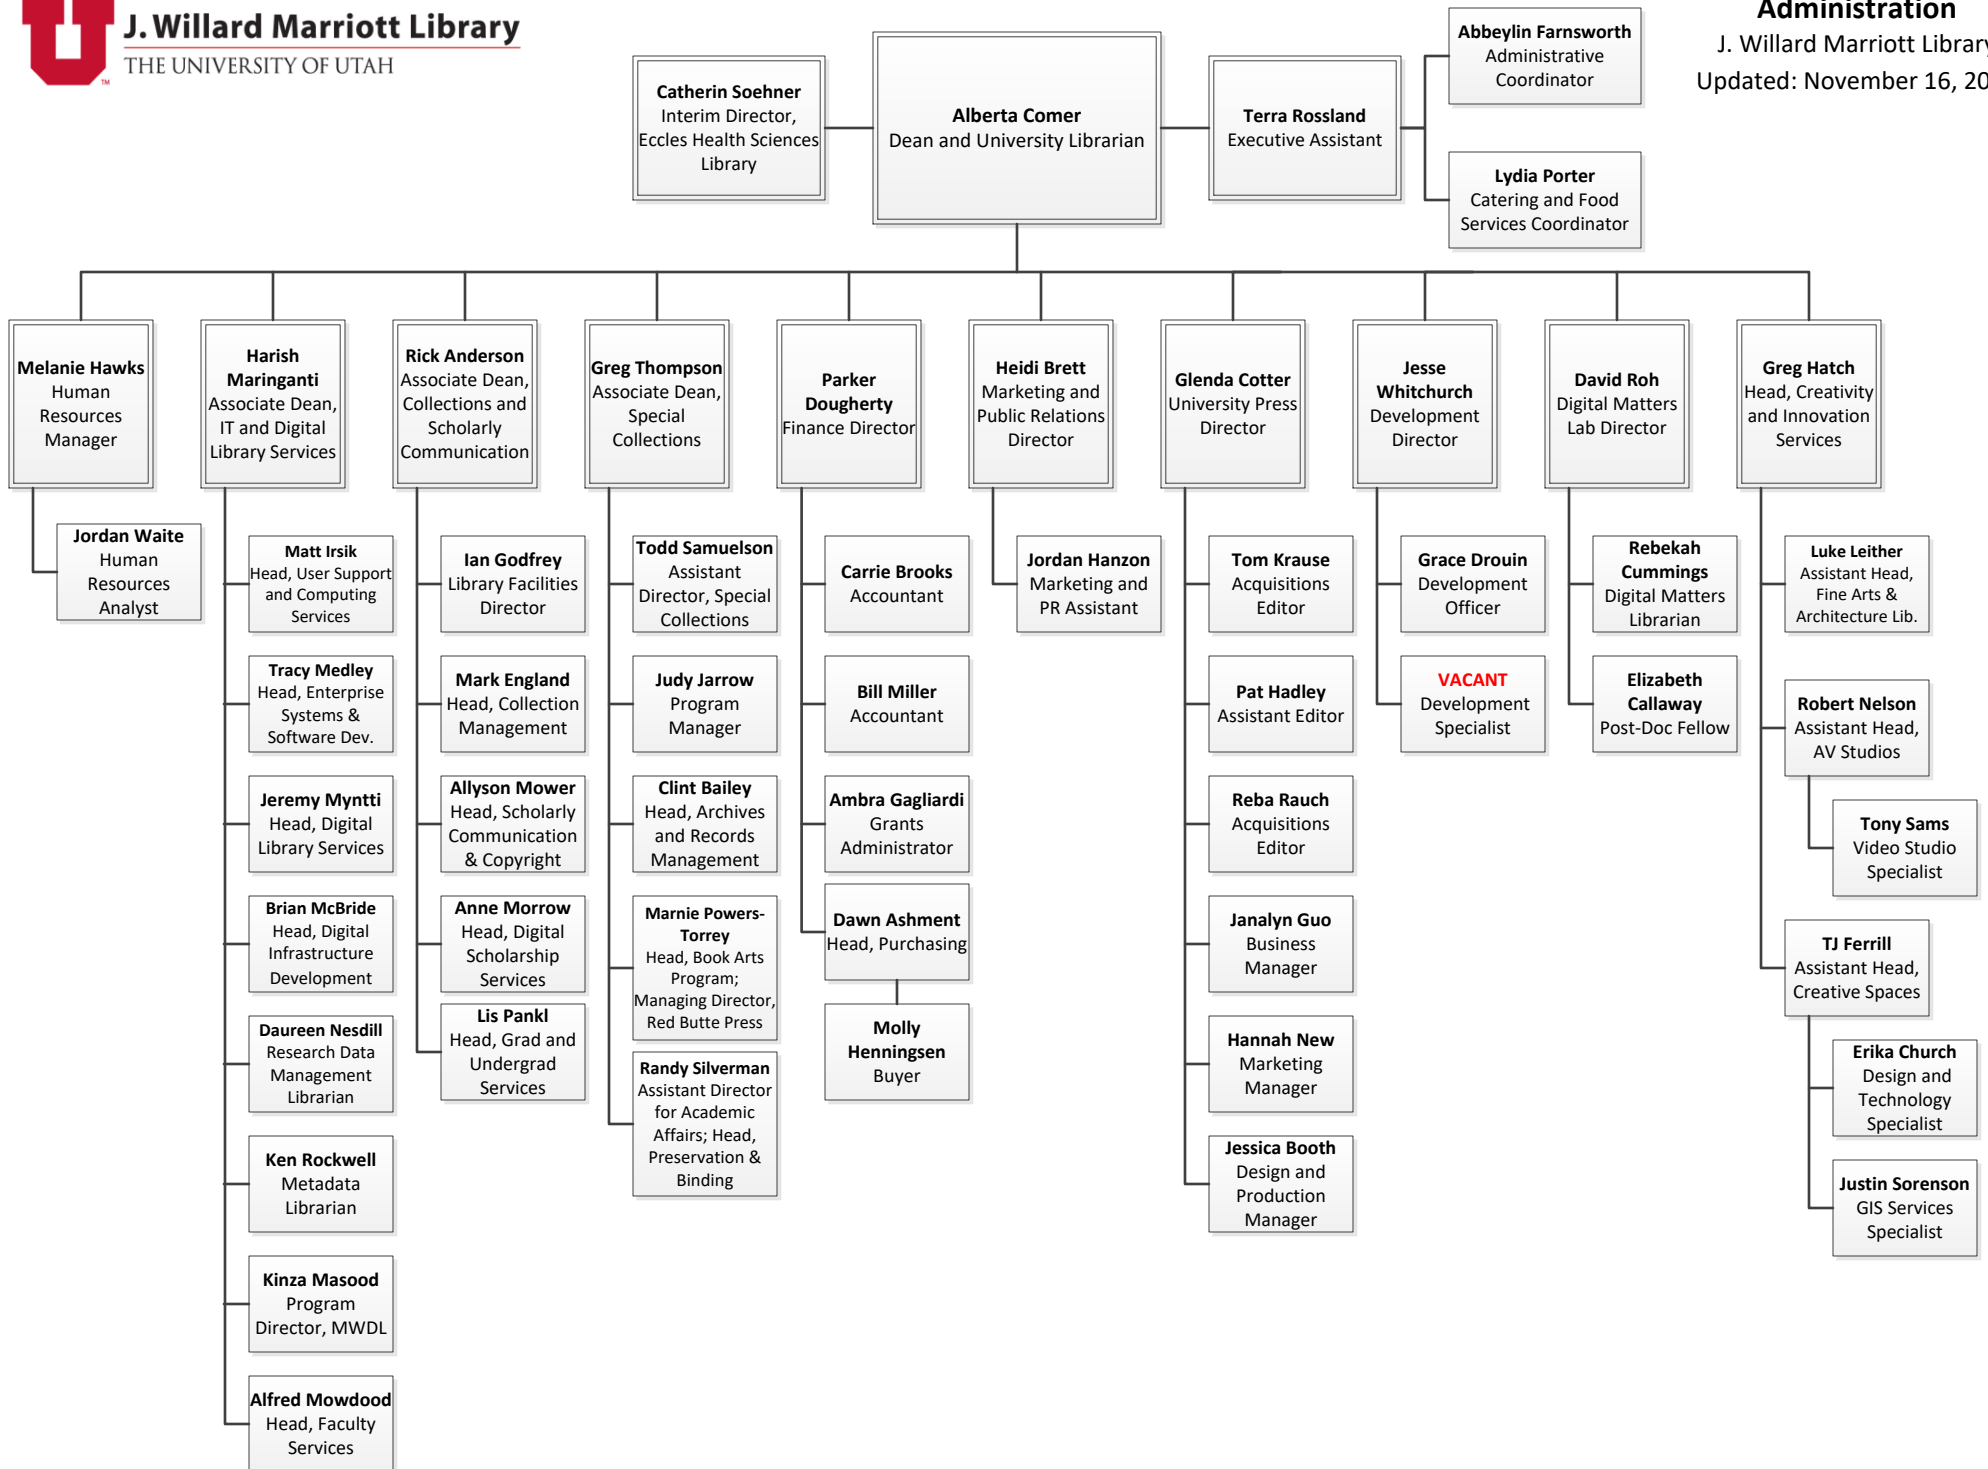 U
TM
J. Willard Marriott Library
THE UNIVERSITY OF UTAH
Administration
J. Willard Marriott Library
Updated: November 16, 20
Catherin Soehner
Interim Director,
Eccles Health Sciences
Library
Alberta Comer
Dean and University Librarian
Terra Rossland
Executive Assistant
Abbeylin Farnsworth
Administrative
Coordinator
Lydia Porter
Catering and Food
Services Coordinator
Melanie Hawks
Human
Resources
Manager
Jordan Waite
Human
Resources
Analyst
Harish
Maringanti
Associate Dean,
IT and Digital
Library Services
Matt Irsik
Head, User Support
and Computing
Services
Tracy Medley
Head, Enterprise
Systems &
Software Dev.
Jeremy Myntti
Head, Digital
Library Services
Brian McBride
Head, Digital
Infrastructure
Development
Daureen Nesdill
Research Data
Management
Librarian
Ken Rockwell
Metadata
Librarian
Kinza Masood
Program
Director, MWDL
Alfred Mowdood
Head, Faculty
Services
Rick Anderson
Associate Dean,
Collections and
Scholarly
Communication
Ian Godfrey
Library Facilities
Director
Mark England
Head, Collection
Management
Allyson Mower
Head, Scholarly
Communication
& Copyright
Anne Morrow
Head, Digital
Scholarship
Services
Lis Pankl
Head, Grad and
Undergrad
Services
Greg Thompson
Associate Dean,
Special
Collections
Todd Samuelson
Assistant
Director, Special
Collections
Judy Jarrow
Program
Manager
Clint Bailey
Head, Archives
and Records
Management
Marnie Powers-
Torrey
Head, Book Arts
Program;
Managing Director,
Red Butte Press
Randy Silverman
Assistant Director
for Academic
Affairs; Head,
Preservation &
Binding
Parker
Dougherty
Finance Director
Carrie Brooks
Accountant
Bill Miller
Accountant
Ambra Gagliardi
Grants
Administrator
Dawn Ashment
Head, Purchasing
Molly
Henningsen
Buyer
Heidi Brett
Marketing and
Public Relations
Director
Jordan Hanzon
Marketing and
PR Assistant
Glenda Cotter
University Press
Director
Tom Krause
Acquisitions
Editor
Pat Hadley
Assistant Editor
Reba Rauch
Acquisitions
Editor
Janalyn Guo
Business
Manager
Hannah New
Marketing
Manager
Jessica Booth
Design and
Production
Manager
Jesse
Whitchurch
Development
Director
Grace Drouin
Development
Officer
VACANT
Development
Specialist
David Roh
Digital Matters
Lab Director
Rebekah
Cummings
Digital Matters
Librarian
Elizabeth
Callaway
Post-Doc Fellow
Greg Hatch
Head, Creativity
and Innovation
Services
Luke Leither
Assistant Head,
Fine Arts &
Architecture Lib.
Robert Nelson
Assistant Head,
AV Studios
Tony Sams
Video Studio
Specialist
TJ Ferrill
Assistant Head,
Creative Spaces
Erika Church
Design and
Technology
Specialist
Justin Sorenson
GIS Services
Specialist